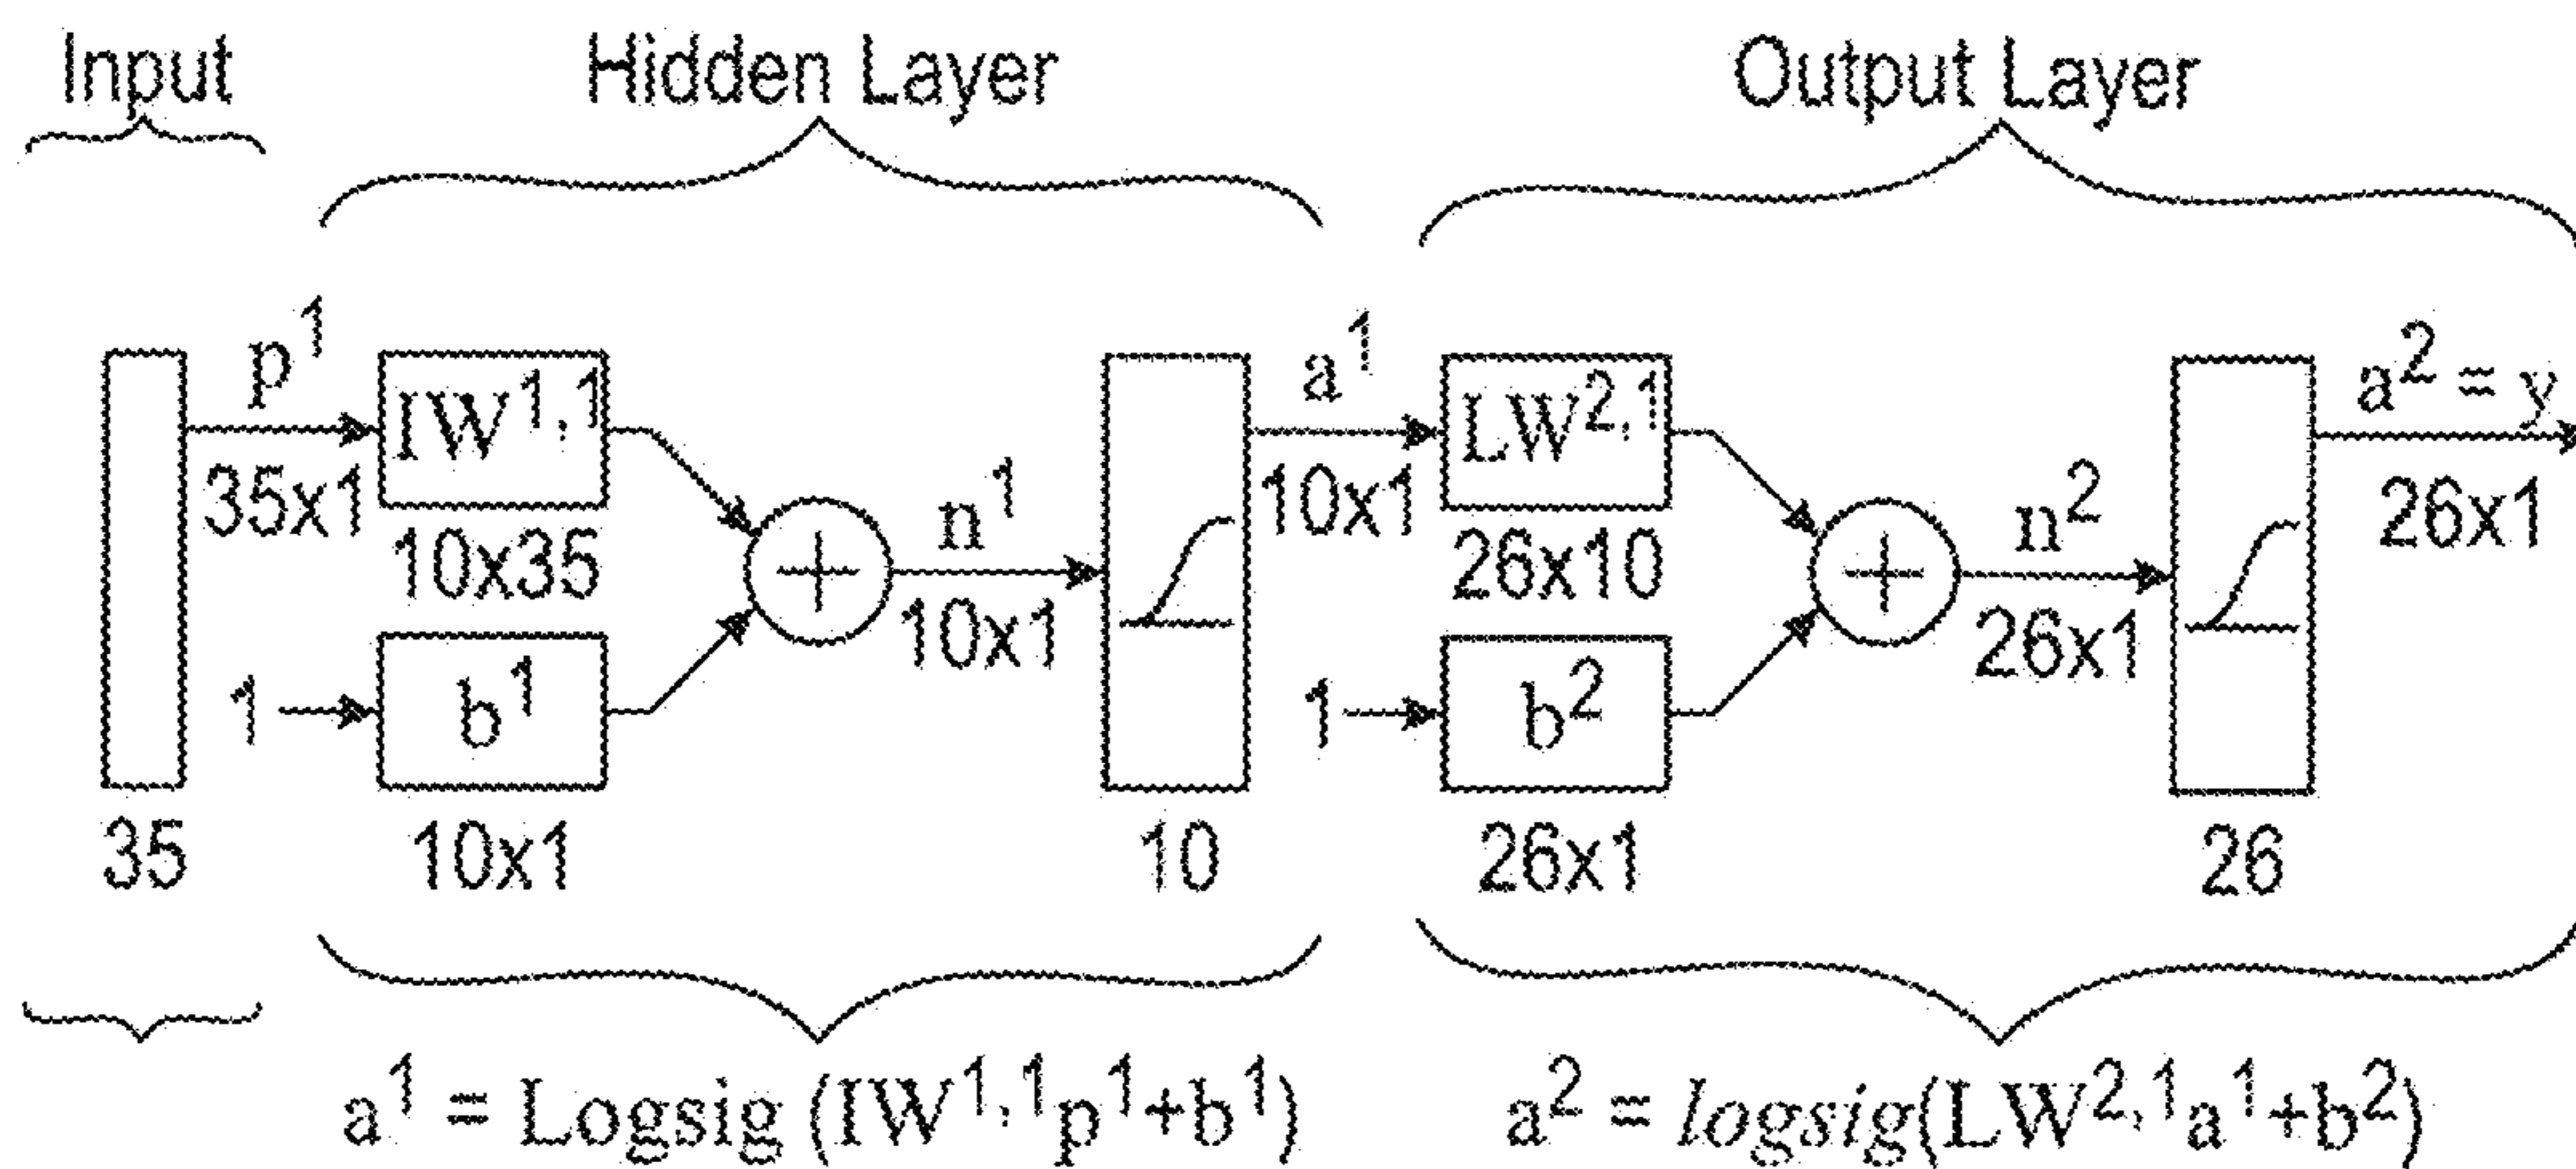 Input Hidden Layer Output Layer
p¹ a¹ a² = y
IW¹,¹ LW²,¹
35x1 n¹ 10x1 n² 26x1
10x35 26x10
10x1 26x1
1 b¹ 1 b²
35 10x1 10 26x1 26
a¹ = Logsig (IW¹,¹p¹+b¹) a² = logsig(LW²,¹a¹+b²)